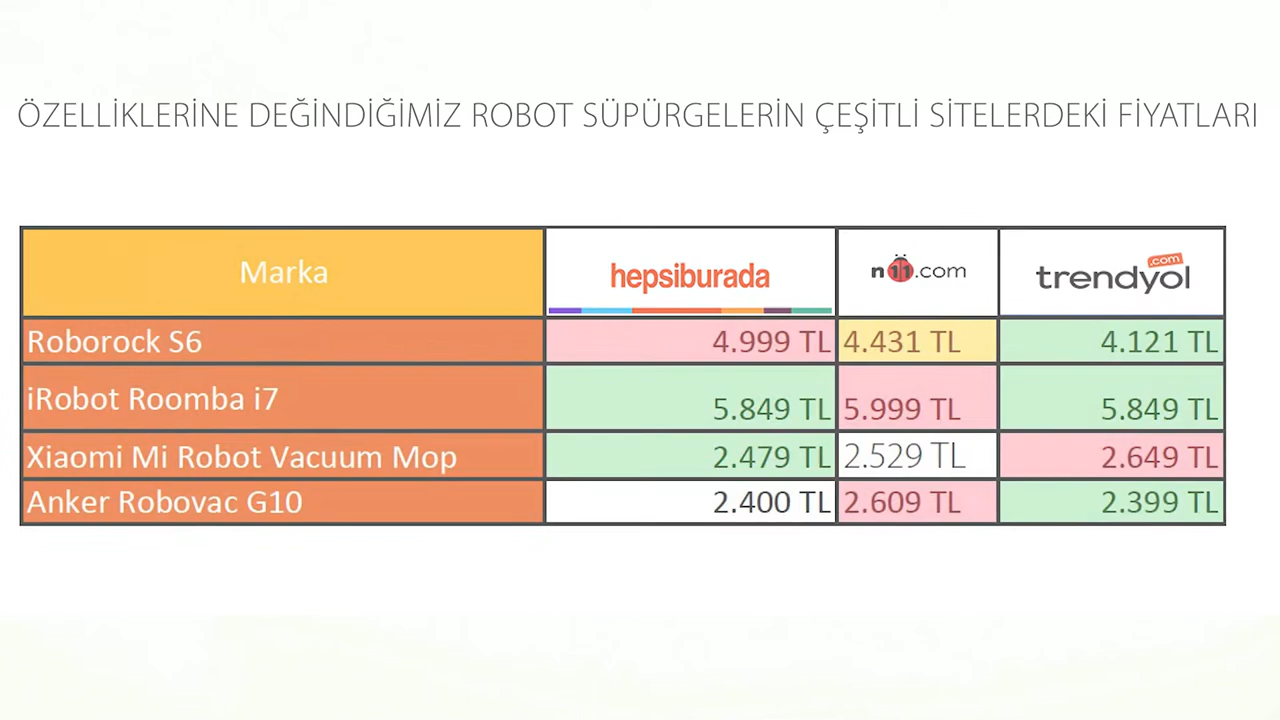 ÖZELLİKLERİNE DEĞİNDİĞİMİZ ROBOT SÜPÜRGELERİN ÇEŞİTLİ SİTELERDEKİ FİYATLARI
Marka hepsiburada n11.com trendyol.com
Roborock S6 4.999 TL 4.431 TL 4.121 TL
iRobot Roomba i7 5.849 TL 5.999 TL 5.849 TL
Xiaomi Mi Robot Vacuum Mop 2.479 TL 2.529 TL 2.649 TL
Anker Robovac G10 2.400 TL 2.609 TL 2.399 TL